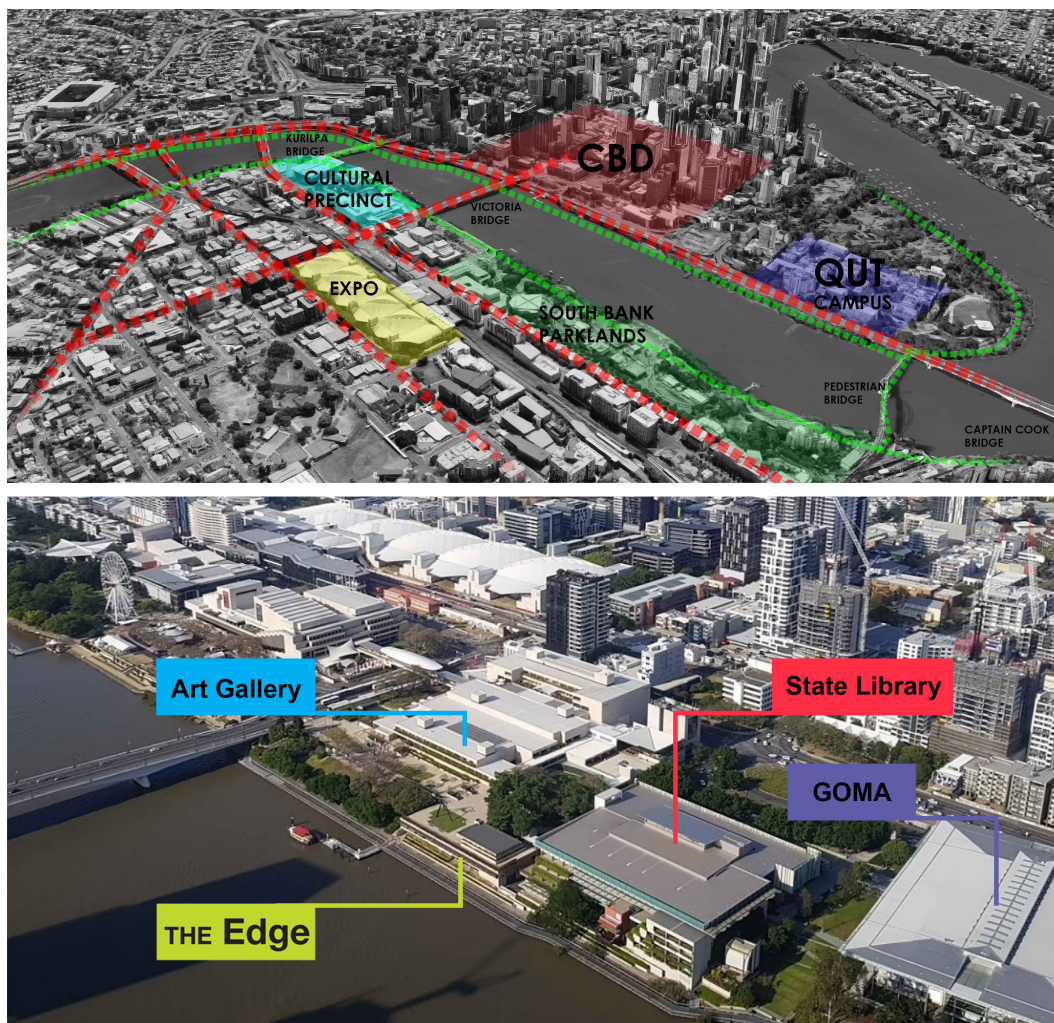 KURILPA
BRIDGE
CULTURAL
PRECINCT
CBD
VICTORIA
BRIDGE
EXPO
QUT
CAMPUS
SOUTH BANK
PARKLANDS
PEDESTRIAN
BRIDGE
CAPTAIN COOK
BRIDGE
Art Gallery
State Library
GOMA
THE Edge